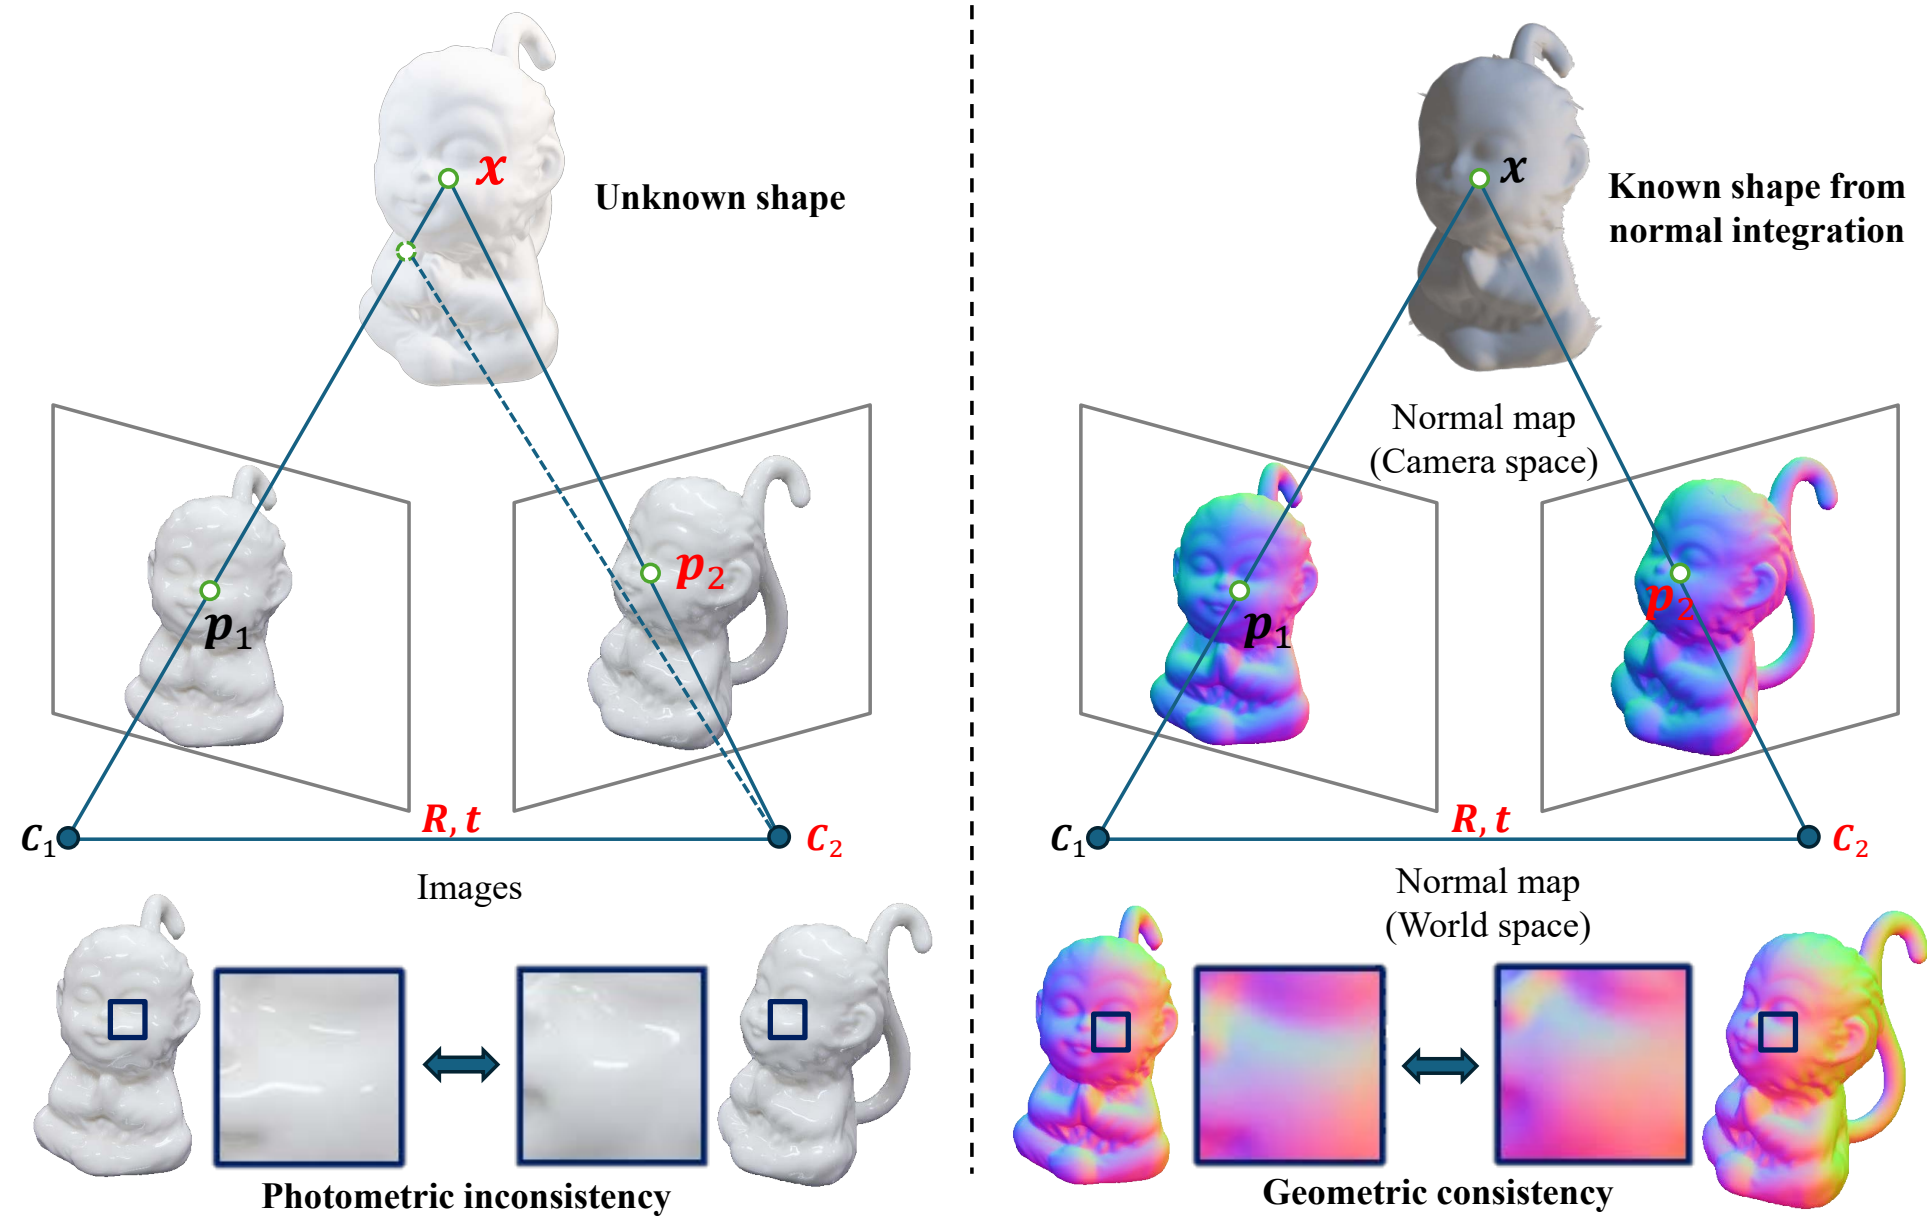 x
Unknown shape
p₁
p₂
C₁
R, t
C₂
Images
Photometric inconsistency
x
Known shape from
normal integration
Normal map
(Camera space)
p₁
p₂
C₁
R, t
C₂
Normal map
(World space)
Geometric consistency